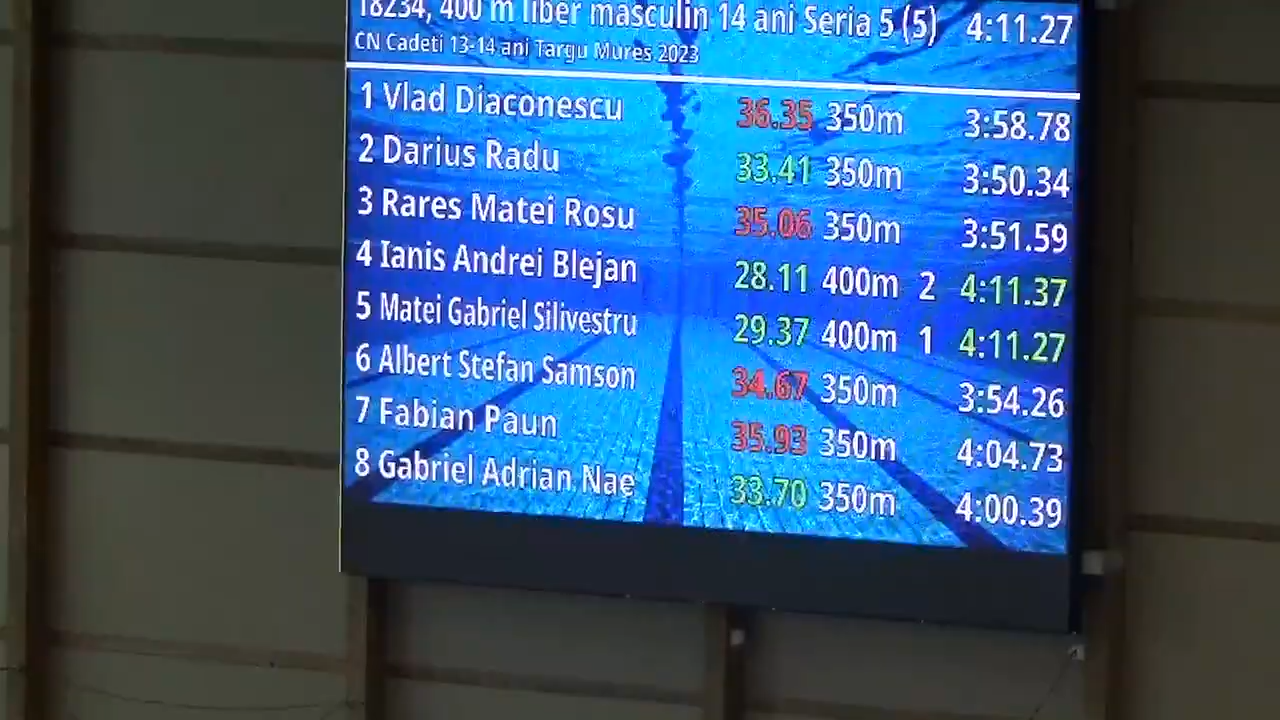 18234, 400 m liber masculin 14 ani Seria 5 (5) 4:11.27
CN Cadeti 13-14 ani Targu Mures 2023
1 Vlad Diaconescu 36.35 350m 3:58.78
2 Darius Radu 33.41 350m 3:50.34
3 Rares Matei Rosu 35.06 350m 3:51.59
4 Ianis Andrei Blejan 28.11 400m 2 4:11.37
5 Matei Gabriel Silivestru 29.37 400m 1 4:11.27
6 Albert Stefan Samson 34.67 350m 3:54.26
7 Fabian Paun 35.93 350m 4:04.73
8 Gabriel Adrian Nae 33.70 350m 4:00.39